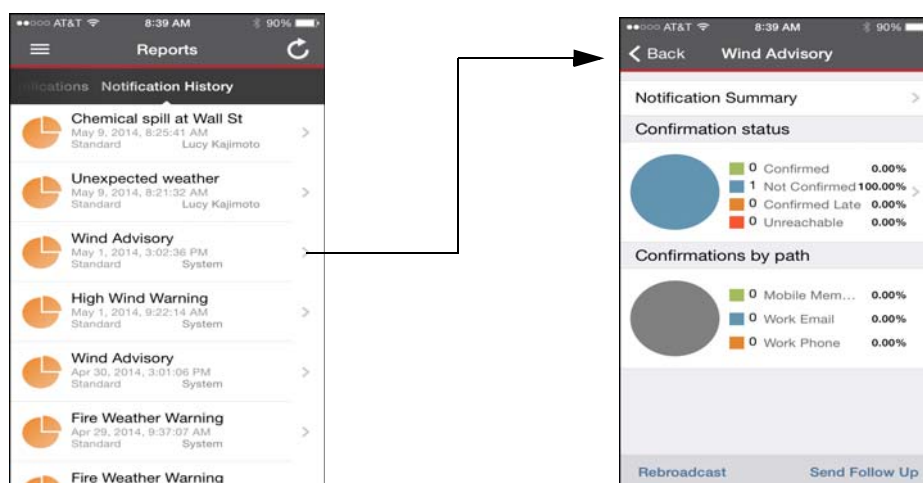 AT&T 8:39 AM 90%
Reports
Notification History
Chemical spill at Wall St
May 9, 2014, 8:25:41 AM
Standard Lucy Kajimoto
Unexpected weather
May 9, 2014, 8:21:32 AM
Standard Lucy Kajimoto
Wind Advisory
May 1, 2014, 3:02:36 PM
Standard System
High Wind Warning
May 1, 2014, 9:22:14 AM
Standard System
Wind Advisory
Apr 30, 2014, 3:01:06 PM
Standard System
Fire Weather Warning
Apr 29, 2014, 9:37:07 AM
Standard System
Fire Weather Warning
AT&T 8:39 AM 90%
Back Wind Advisory
Notification Summary
Confirmation status
0 Confirmed 0.00%
1 Not Confirmed 100.00%
0 Confirmed Late 0.00%
0 Unreachable 0.00%
Confirmations by path
0 Mobile Mem... 0.00%
0 Work Email 0.00%
0 Work Phone 0.00%
Rebroadcast Send Follow Up